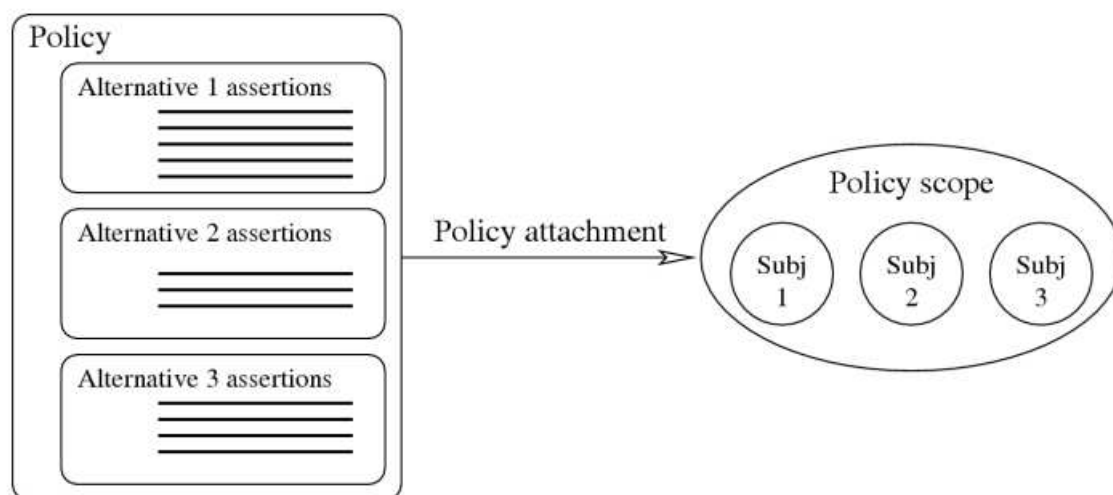 Policy
Alternative 1 assertions
Alternative 2 assertions
Alternative 3 assertions
Policy attachment
Policy scope
Subj
1
Subj
2
Subj
3